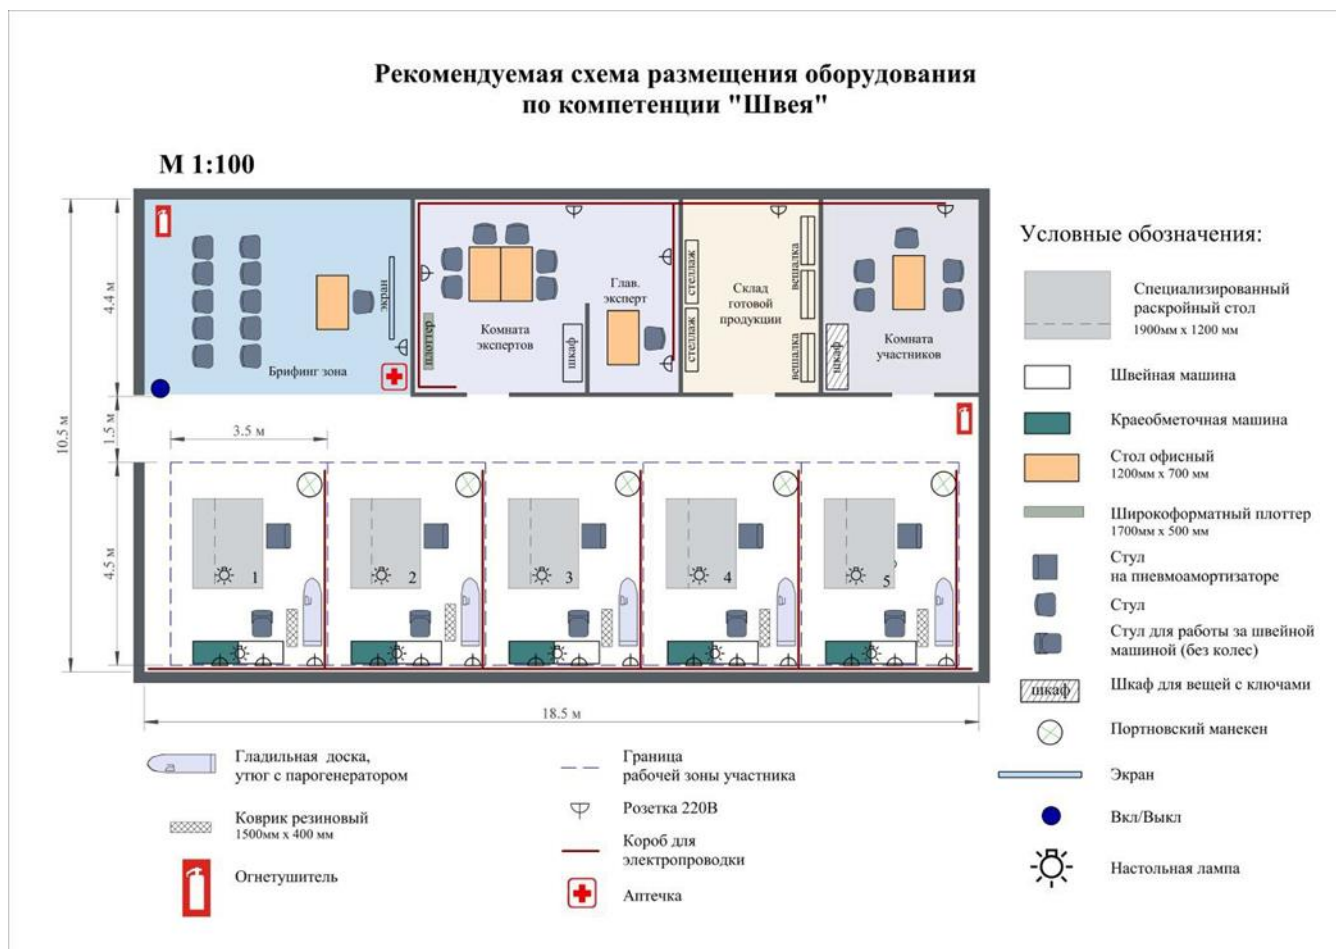 Рекомендуемая схема размещения оборудования
по компетенции "Швея"
М 1:100
10.5 м
4.4 м
1.5 м
4.5 м
3.5 м
18.5 м
экран
Брифинг зона
плоттер
Комната
экспертов
шкаф
Глав.
эксперт
стеллаж
стеллаж
Склад
готовой
продукции
вешалка
вешалка
шкаф
Комната
участников
1
2
3
4
5
Условные обозначения:
Специализированный
раскройный стол
1900мм х 1200 мм
Швейная машина
Краеобметочная машина
Стол офисный
1200мм х 700 мм
Широкоформатный плоттер
1700мм х 500 мм
Стул
на пневмоамортизаторе
Стул
Стул для работы за швейной
машиной (без колес)
шкаф
Шкаф для вещей с ключами
Портновский манекен
Экран
Вкл/Выкл
Настольная лампа
Гладильная доска,
утюг с парогенератором
Коврик резиновый
1500мм х 400 мм
Огнетушитель
Граница
рабочей зоны участника
Розетка 220В
Короб для
электропроводки
Аптечка